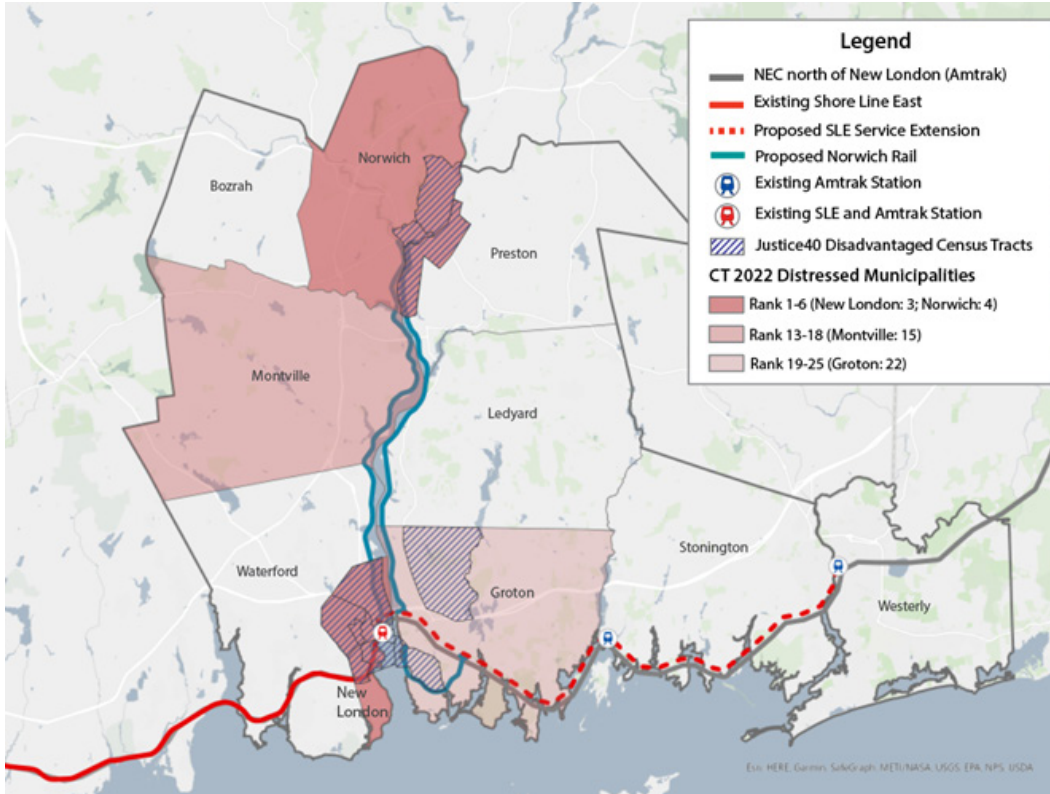 Legend
NEC north of New London (Amtrak)
Existing Shore Line East
Proposed SLE Service Extension
Proposed Norwich Rail
Existing Amtrak Station
Existing SLE and Amtrak Station
Justice40 Disadvantaged Census Tracts
CT 2022 Distressed Municipalities
Rank 1-6 (New London: 3; Norwich: 4)
Rank 13-18 (Montville: 15)
Rank 19-25 (Groton: 22)
Norwich
Bozrah
Preston
Montville
Ledyard
Stonington
Waterford
Groton
Westerly
New
London
Esri, HERE, Garmin, SafeGraph, METI/NASA, USGS, EPA, NPS, USDA